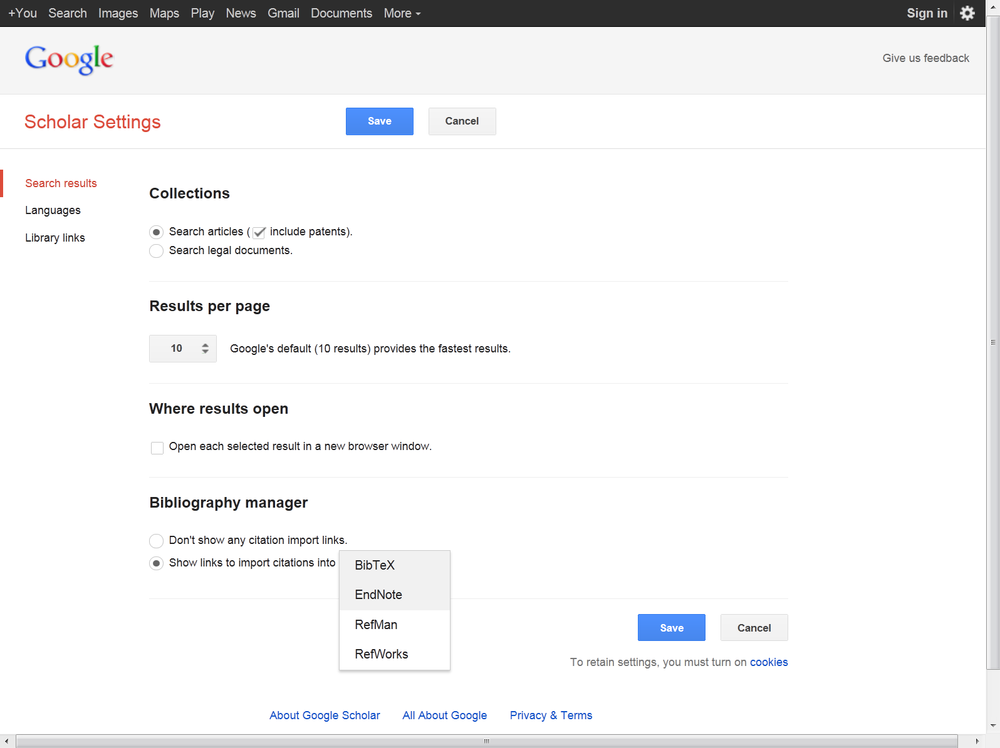 +You Search Images Maps Play News Gmail Documents More Sign in
Google Give us feedback
Scholar Settings Save Cancel
Search results
Languages
Library links
Collections
Search articles ( include patents).
Search legal documents.
Results per page
10 Google's default (10 results) provides the fastest results.
Where results open
Open each selected result in a new browser window.
Bibliography manager
Don't show any citation import links.
Show links to import citations into
BibTeX
EndNote
RefMan
RefWorks
Save Cancel
To retain settings, you must turn on cookies
About Google Scholar All About Google Privacy & Terms